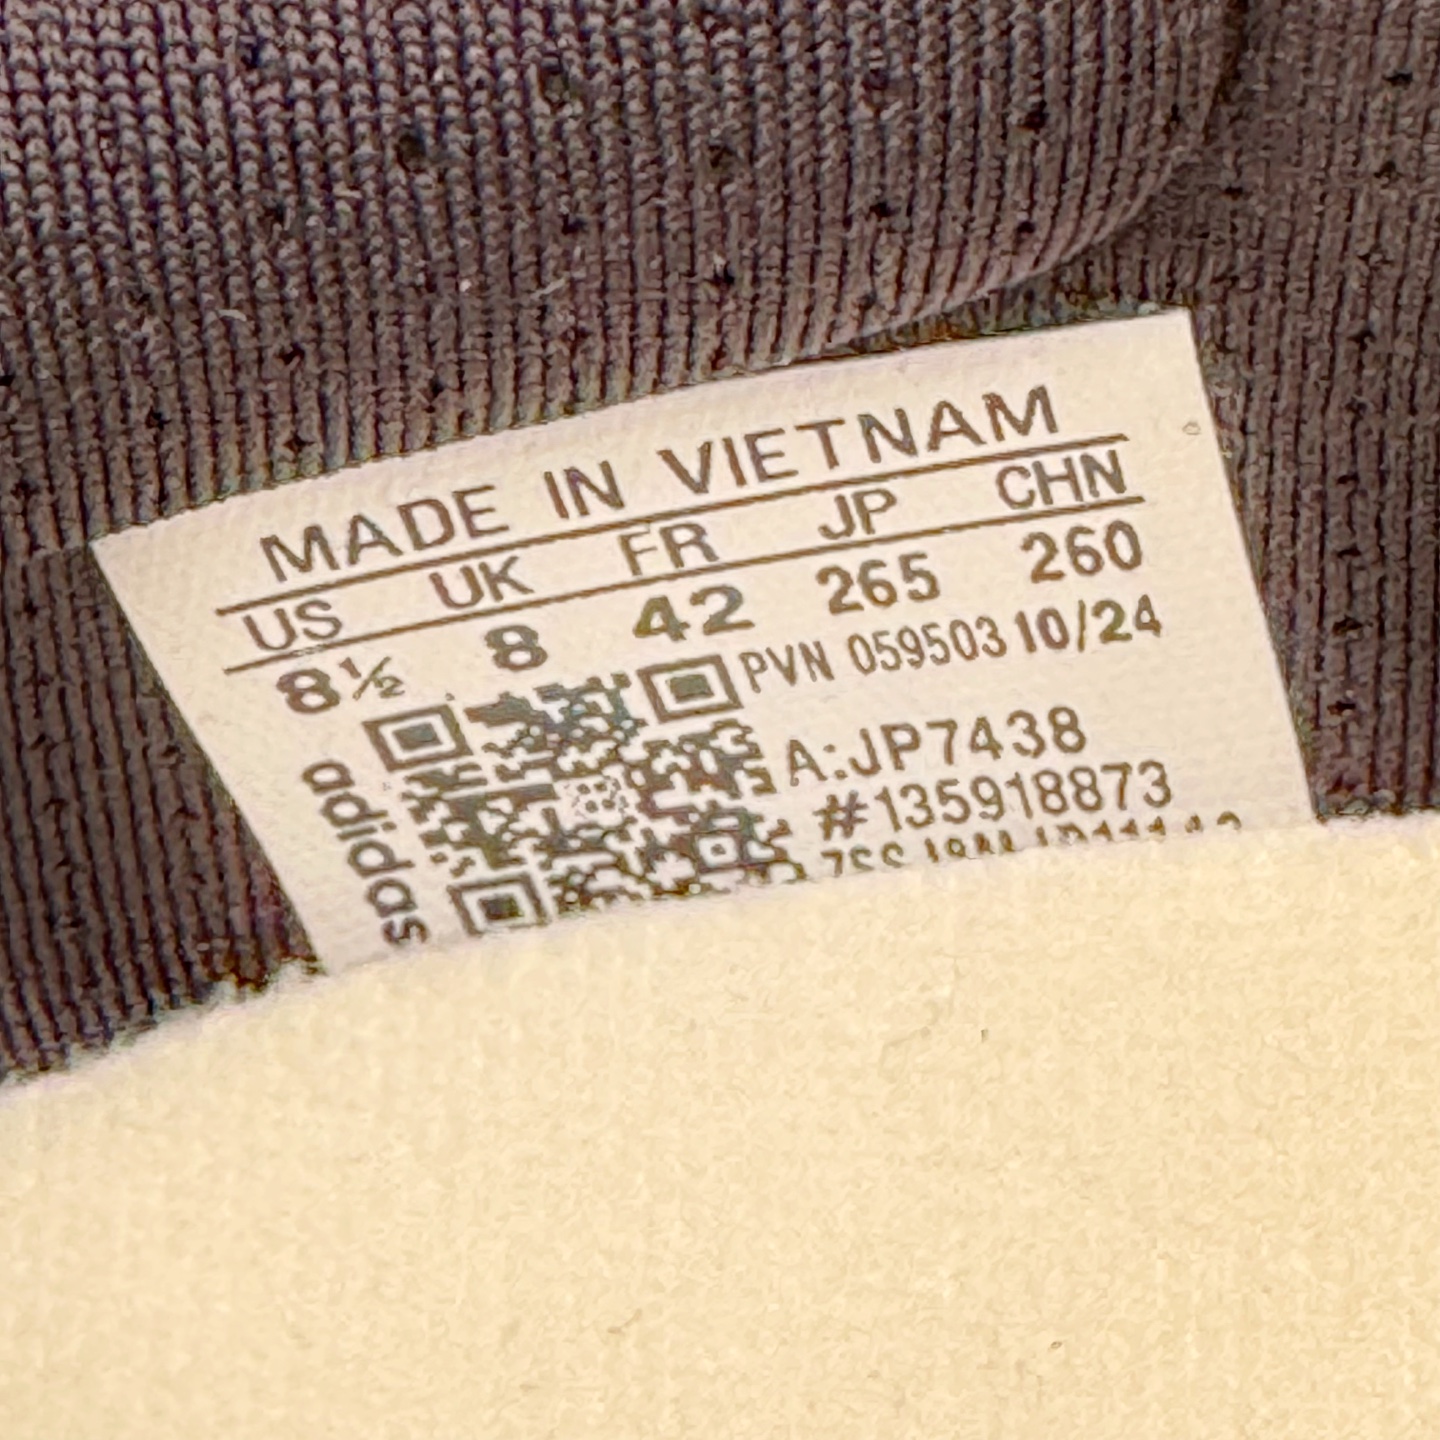 MADE IN VIETNAM
US UK FR JP CHN
8½ 8 42 265 260
PVN 059503 10/24
A:JP7438
#135918873
adidas